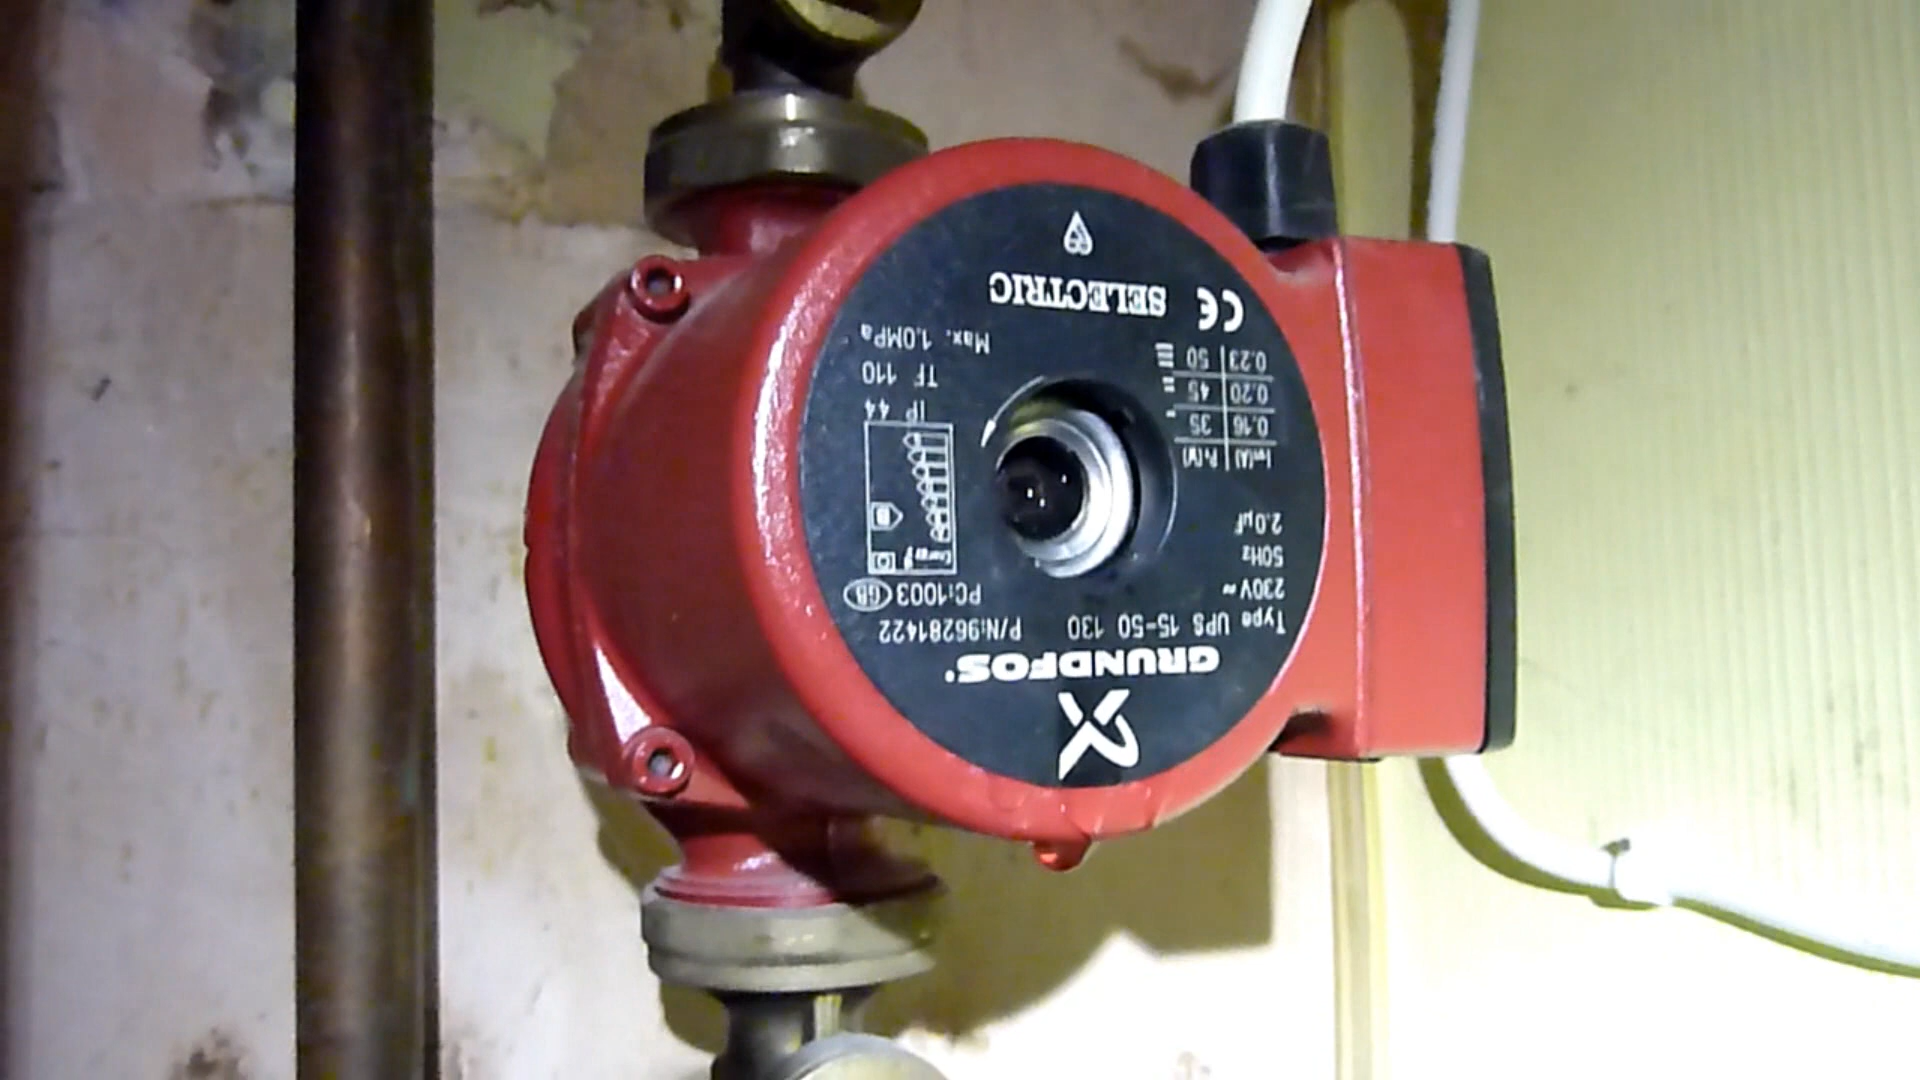 GRUNDFOS
Type UPS 15-50 130 P/N:96281422
230V ~ PC:1003 GB
50Hz
2.0µF
Energy
B
I₁/₁(A) P₁(W)
0.16 35
0.20 45
0.23 50
IP 44
TF 110
Max. 1.0MPa
CE SELECTRIC